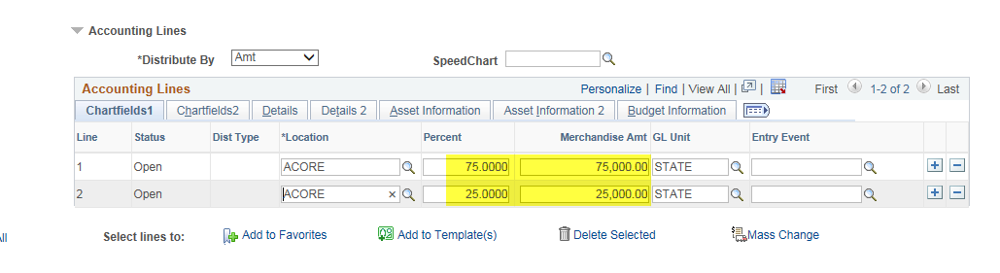 Accounting Lines
*Distribute By Amt SpeedChart
Accounting Lines Personalize | Find | View All | | First 1-2 of 2 Last
Chartfields1 Chartfields2 Details Details 2 Asset Information Asset Information 2 Budget Information
Line Status Dist Type *Location Percent Merchandise Amt GL Unit Entry Event
1 Open ACORE 75.0000 75,000.00 STATE
2 Open ACORE × 25.0000 25,000.00 STATE
Select lines to: Add to Favorites Add to Template(s) Delete Selected Mass Change